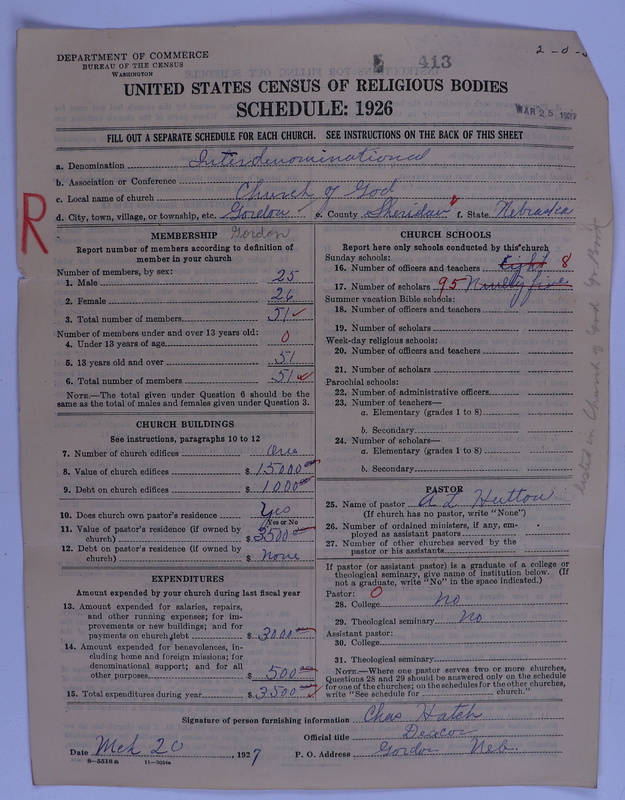 DEPARTMENT OF COMMERCE
BUREAU OF THE CENSUS
WASHINGTON
413
2-0-
UNITED STATES CENSUS OF RELIGIOUS BODIES
SCHEDULE: 1926
MAR 25 1927
FILL OUT A SEPARATE SCHEDULE FOR EACH CHURCH. SEE INSTRUCTIONS ON THE BACK OF THIS SHEET
R
a. Denomination Interdenominational
b. Association or Conference
c. Local name of church Church of God
d. City, town, village, or township, etc. Gordon e. County Sheridan f. State Nebraska
Gordon
MEMBERSHIP
Report number of members according to definition of
member in your church
Number of members, by sex:
1. Male 25
2. Female 26
3. Total number of members 51
Number of members under and over 13 years old:
4. Under 13 years of age 0
5. 13 years old and over 51
6. Total number of members 51
NOTE.—The total given under Question 6 should be
the same as the total of males and females given under Question 3.
CHURCH BUILDINGS
See instructions, paragraphs 10 to 12
7. Number of church edifices One
8. Value of church edifices $15000
9. Debt on church edifices $1000
10. Does church own pastor's residence Yes
Yes or No
11. Value of pastor's residence (if owned by
church) $3500
12. Debt on pastor's residence (if owned by
church) $ None
EXPENDITURES
Amount expended by your church during last fiscal year
13. Amount expended for salaries, repairs,
and other running expenses; for im-
provements or new buildings; and for
payments on church debt $3000
14. Amount expended for benevolences, in-
cluding home and foreign missions; for
denominational support; and for all
other purposes $500
15. Total expenditures during year $3500
CHURCH SCHOOLS
Report here only schools conducted by this church
Sunday schools:
16. Number of officers and teachers Eight 8
17. Number of scholars 95 Ninety five
Summer vacation Bible schools:
18. Number of officers and teachers
19. Number of scholars
Week-day religious schools:
20. Number of officers and teachers
21. Number of scholars
Parochial schools:
22. Number of administrative officers
23. Number of teachers—
a. Elementary (grades 1 to 8)
b. Secondary
24. Number of scholars—
a. Elementary (grades 1 to 8)
b. Secondary
PASTOR
25. Name of pastor A L Hutton
(If church has no pastor, write "None")
26. Number of ordained ministers, if any, em-
ployed as assistant pastors
27. Number of other churches served by the
pastor or his assistants
If pastor (or assistant pastor) is a graduate of a college or
theological seminary, give name of institution below. (If
not a graduate, write "No" in the space indicated.)
Pastor: 0
28. College No
29. Theological seminary No
Assistant pastor:
30. College
31. Theological seminary
NOTE.—Where one pastor serves two or more churches,
Questions 28 and 29 should be answered only on the schedule
for one of the churches; on the schedules for the other churches,
write "See schedule for church."
listed in Church of God Yr Book
Signature of person furnishing information Chas Hatch
Official title Deacon
Date Mch 20, 1927 P. O. Address Gordon Neb.
8—5518a 11—3054a